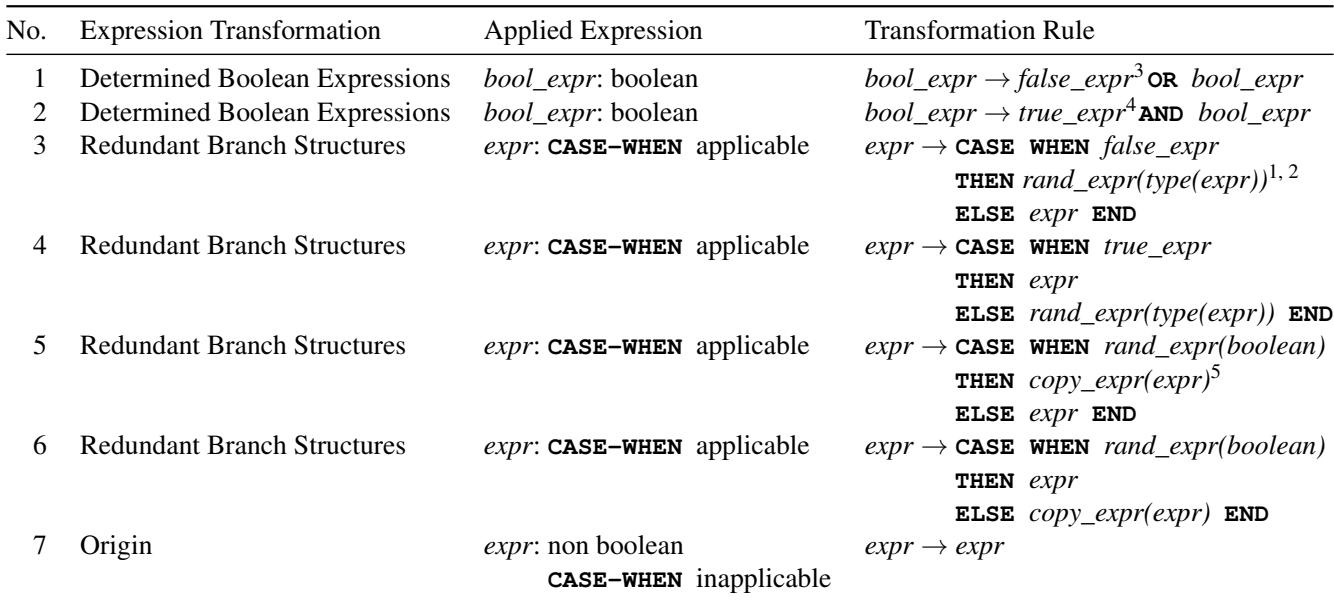 No. Expression Transformation Applied Expression Transformation Rule
1 Determined Boolean Expressions bool_expr: boolean bool_expr → false_expr³ OR bool_expr
2 Determined Boolean Expressions bool_expr: boolean bool_expr → true_expr⁴ AND bool_expr
3 Redundant Branch Structures expr: CASE-WHEN applicable expr → CASE WHEN false_expr
THEN rand_expr(type(expr))¹, ²
ELSE expr END
4 Redundant Branch Structures expr: CASE-WHEN applicable expr → CASE WHEN true_expr
THEN expr
ELSE rand_expr(type(expr)) END
5 Redundant Branch Structures expr: CASE-WHEN applicable expr → CASE WHEN rand_expr(boolean)
THEN copy_expr(expr)⁵
ELSE expr END
6 Redundant Branch Structures expr: CASE-WHEN applicable expr → CASE WHEN rand_expr(boolean)
THEN expr
ELSE copy_expr(expr) END
7 Origin expr: non boolean expr → expr
CASE-WHEN inapplicable